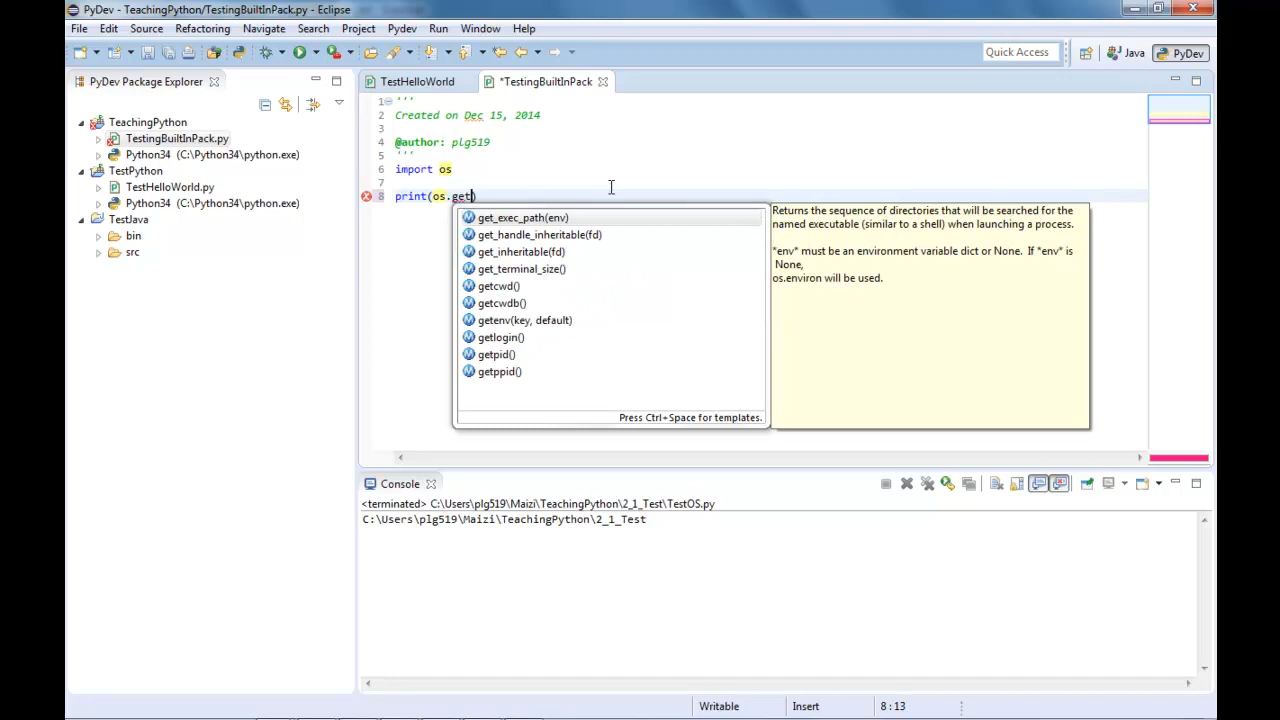 PyDev - TeachingPython/TestingBuiltInPack.py - Eclipse
File Edit Source Refactoring Navigate Search Project Pydev Run Window Help
Quick Access Java PyDev
PyDev Package Explorer
TeachingPython
TestingBuiltInPack.py
Python34 (C:\Python34\python.exe)
TestPython
TestHelloWorld.py
Python34 (C:\Python34\python.exe)
TestJava
bin
src
TestHelloWorld *TestingBuiltInPack
1 '''
2 Created on Dec 15, 2014
3
4 @author: plg519
5 '''
6 import os
7
8 print(os.get)
get_exec_path(env)
get_handle_inheritable(fd)
get_inheritable(fd)
get_terminal_size()
getcwd()
getcwdb()
getenv(key, default)
getlogin()
getpid()
getppid()
Press Ctrl+Space for templates.
Returns the sequence of directories that will be searched for the
named executable (similar to a shell) when launching a process.
*env* must be an environment variable dict or None. If *env* is
None,
os.environ will be used.
Console
<terminated> C:\Users\plg519\Maizi\TeachingPython\2_1_Test\TestOS.py
C:\Users\plg519\Maizi\TeachingPython\2_1_Test
Writable Insert 8 : 13